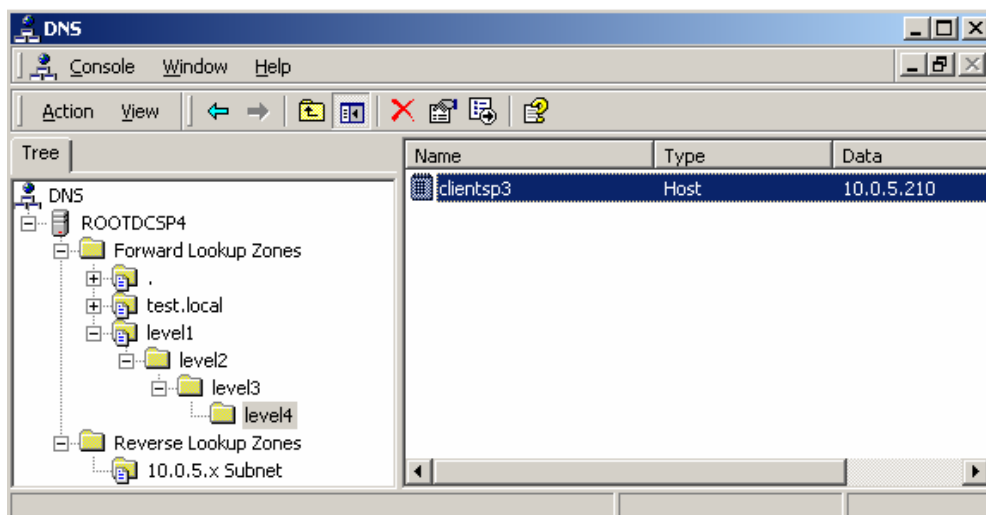 DNS
Console Window Help
Action View
Tree
Name Type Data
DNS
clientsp3 Host 10.0.5.210
ROOTDCSP4
Forward Lookup Zones
.
test.local
level1
level2
level3
level4
Reverse Lookup Zones
10.0.5.x Subnet